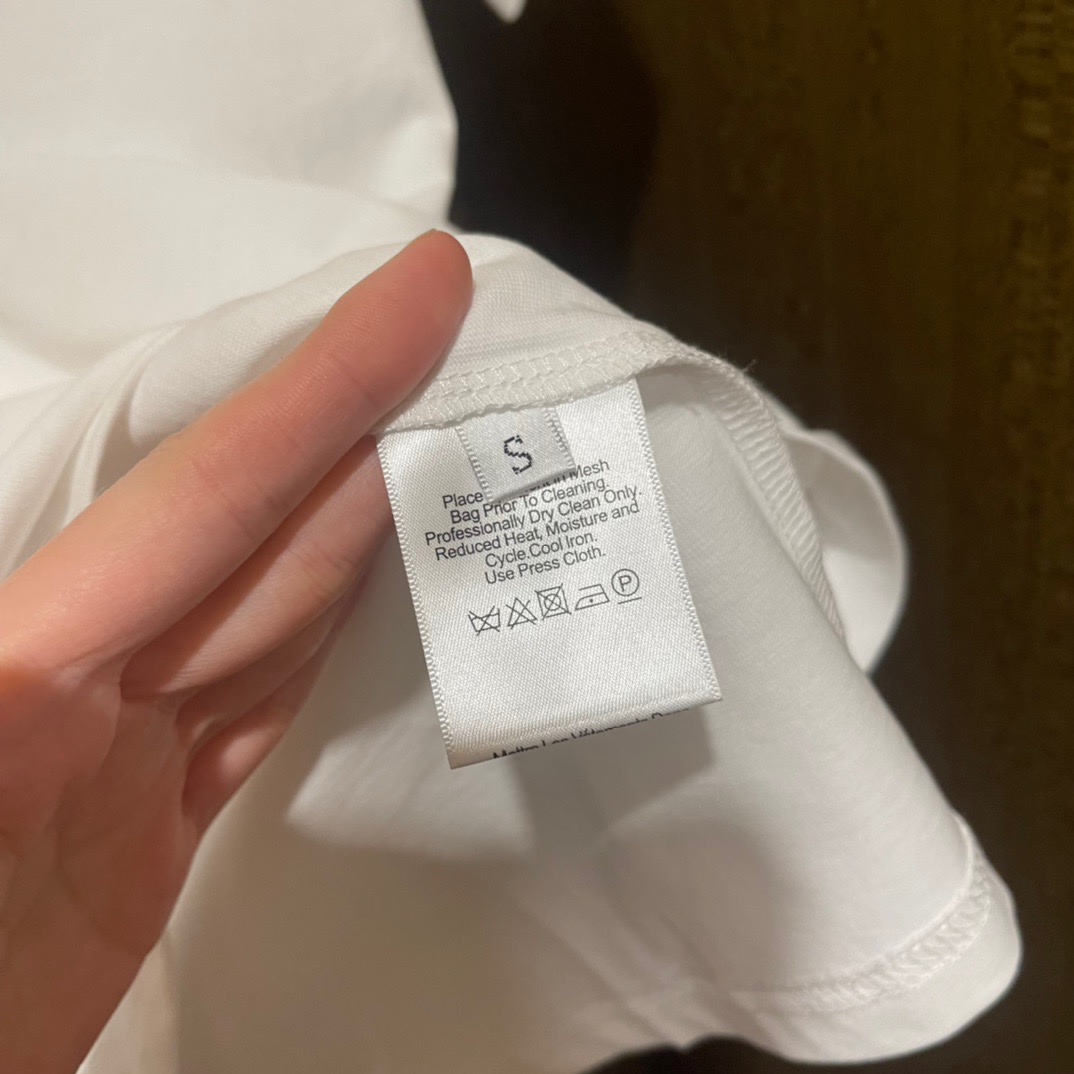 S
Place Mesh
Bag Prior To Cleaning.
Professionally Dry Clean Only.
Reduced Heat, Moisture and
Cycle.Cool Iron.
Use Press Cloth.
P